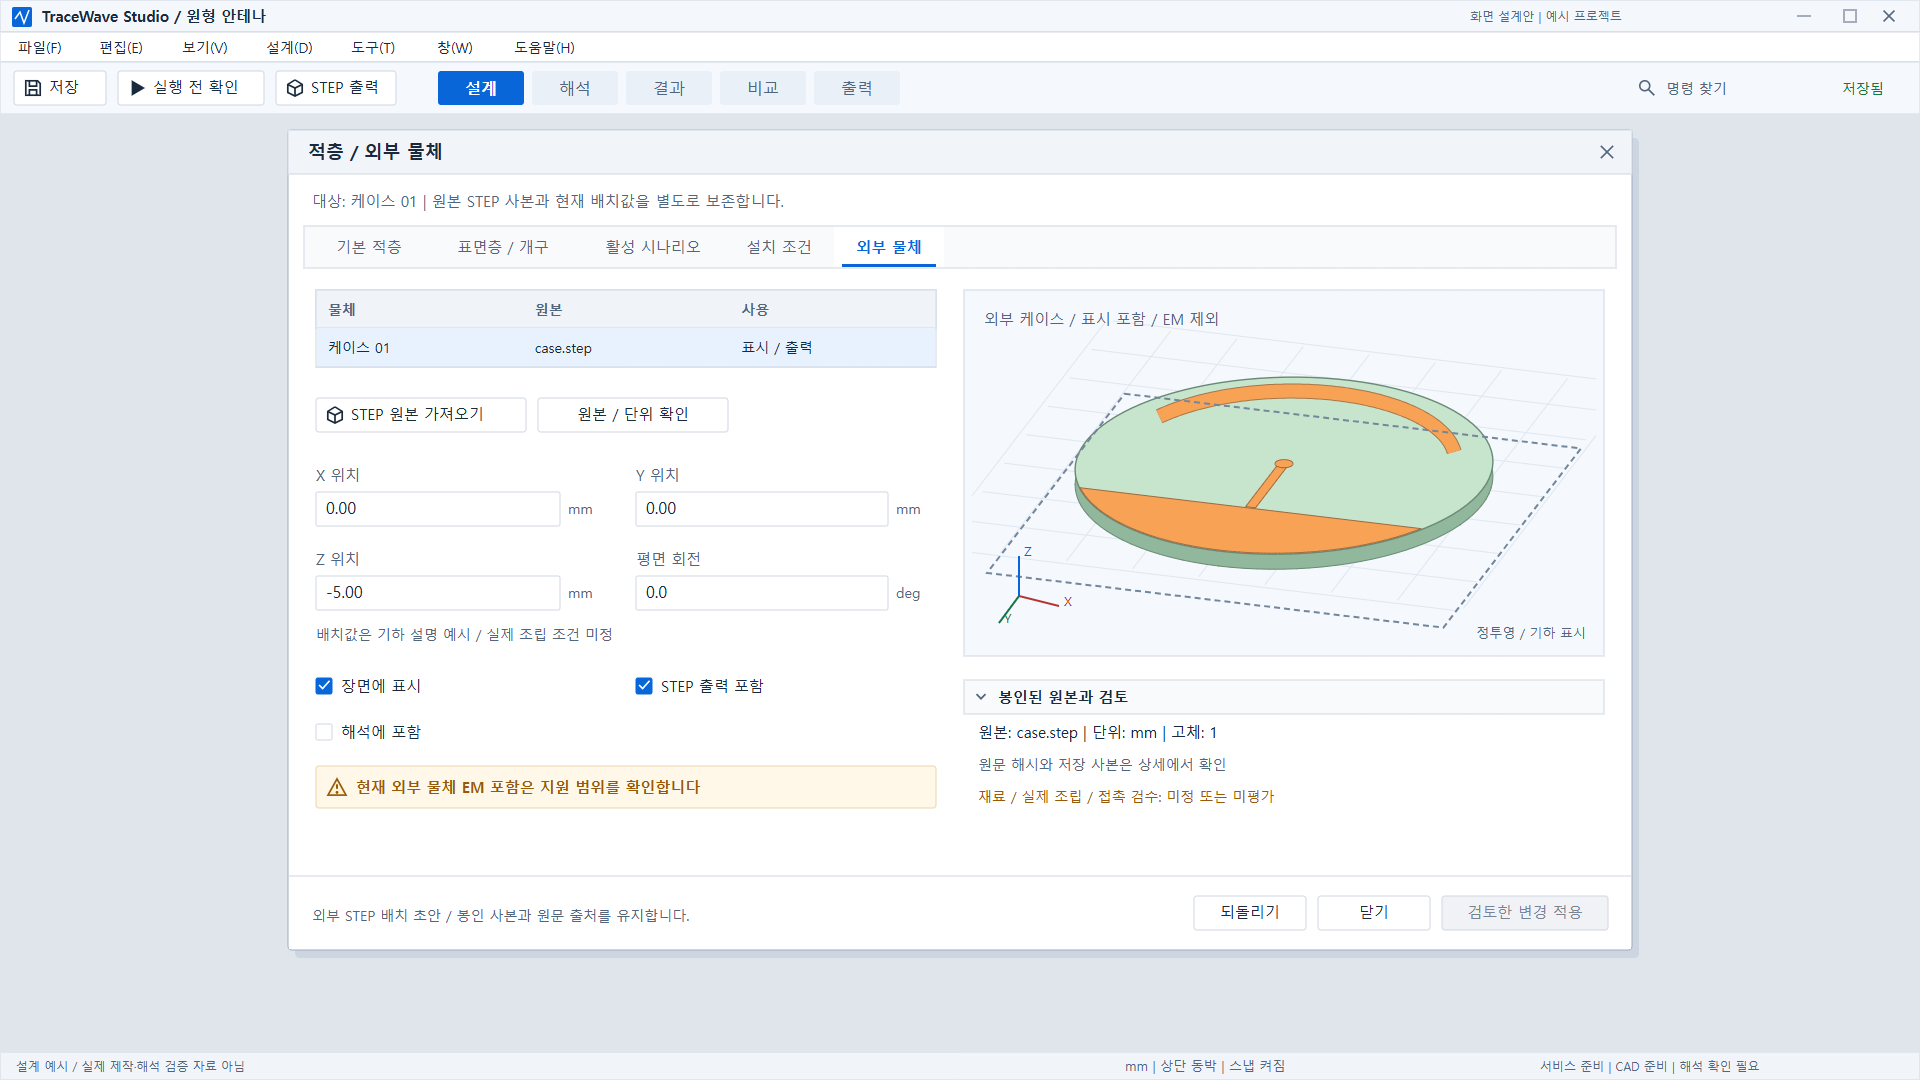 TraceWave Studio / 원형 안테나
화면 설계안 | 예시 프로젝트
파일(F) 편집(E) 보기(V) 설계(D) 도구(T) 창(W) 도움말(H)
저장 실행 전 확인 STEP 출력 설계 해석 결과 비교 출력 명령 찾기 저장됨
적층 / 외부 물체
대상: 케이스 01 | 원본 STEP 사본과 현재 배치값을 별도로 보존합니다.
기본 적층 표면층 / 개구 활성 시나리오 설치 조건 외부 물체
물체 원본 사용
케이스 01 case.step 표시 / 출력
STEP 원본 가져오기 원본 / 단위 확인
X 위치 Y 위치
0.00 mm 0.00 mm
Z 위치 평면 회전
-5.00 mm 0.0 deg
배치값은 기하 설명 예시 / 실제 조립 조건 미정
장면에 표시 STEP 출력 포함
해석에 포함
현재 외부 물체 EM 포함은 지원 범위를 확인합니다
외부 케이스 / 표시 포함 / EM 제외
Z
X
Y
정투영 / 기하 표시
봉인된 원본과 검토
원본: case.step | 단위: mm | 고체: 1
원문 해시와 저장 사본은 상세에서 확인
재료 / 실제 조립 / 접촉 검수: 미정 또는 미평가
외부 STEP 배치 초안 / 봉인 사본과 원문 출처를 유지합니다.
되돌리기 닫기 검토한 변경 적용
설계 예시 / 실제 제작·해석 검증 자료 아님
mm | 상단 동박 | 스냅 켜짐
서비스 준비 | CAD 준비 | 해석 확인 필요